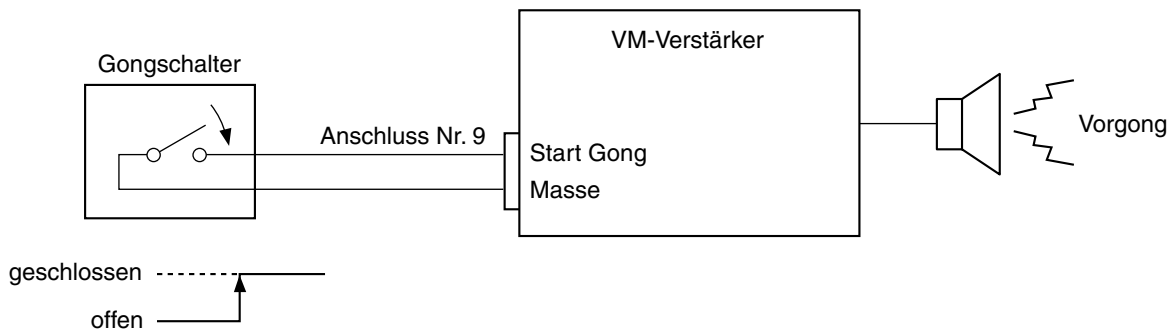 VM-Verstärker
Gongschalter
Anschluss Nr. 9
Start Gong
Masse
Vorgong
geschlossen
offen